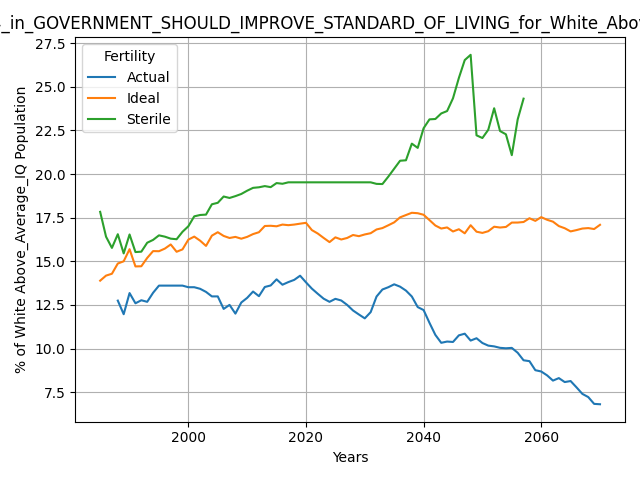 _in_GOVERNMENT_SHOULD_IMPROVE_STANDARD_OF_LIVING_for_White_Abo
Fertility
Actual
Ideal
Sterile
% of White Above_Average_IQ Population
27.5
25.0
22.5
20.0
17.5
15.0
12.5
10.0
7.5
2000
2020
2040
2060
Years